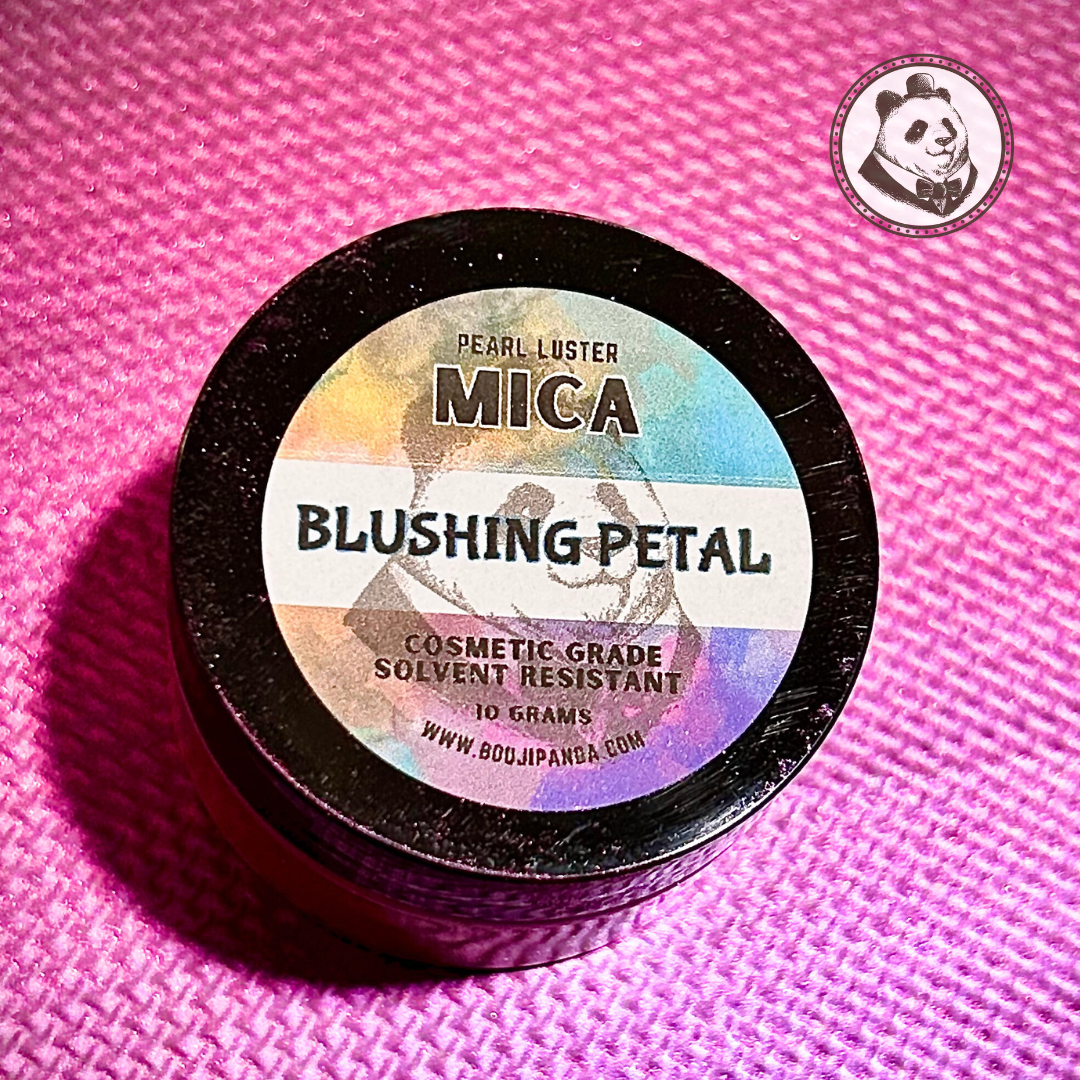 PEARL LUSTER
MICA
BLUSHING PETAL
COSMETIC GRADE
SOLVENT RESISTANT
10 GRAMS
WWW.BOUJIPANDA.COM